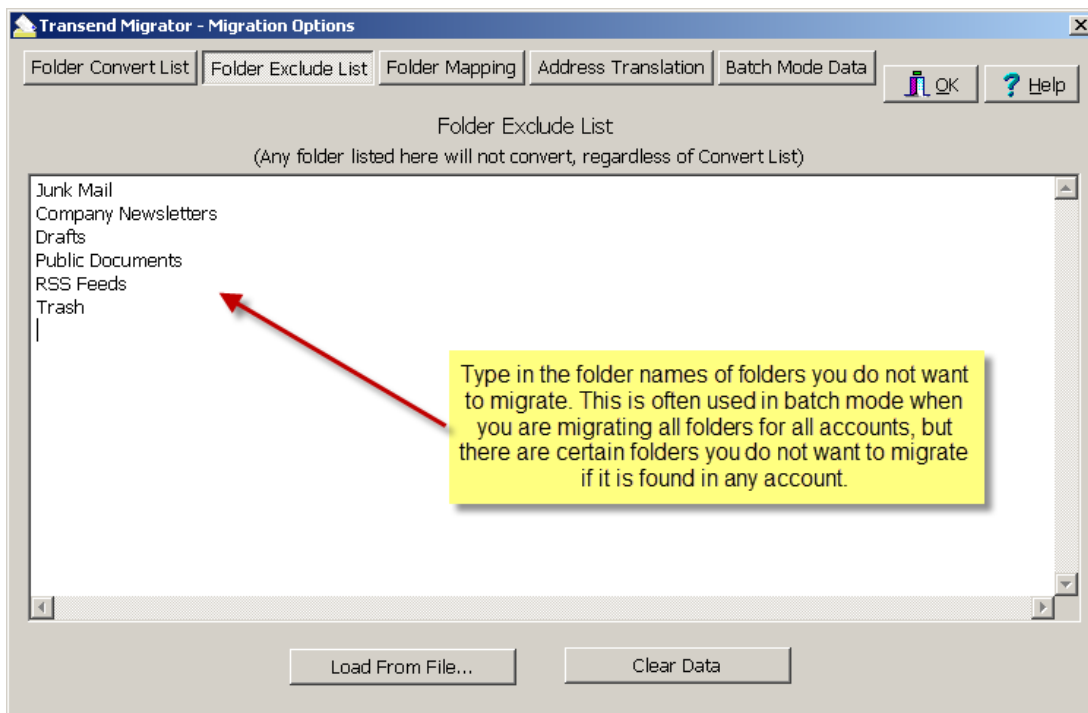 Transend Migrator - Migration Options
Folder Convert List
Folder Exclude List
Folder Mapping
Address Translation
Batch Mode Data
OK
Help
Folder Exclude List
(Any folder listed here will not convert, regardless of Convert List)
Junk Mail
Company Newsletters
Drafts
Public Documents
RSS Feeds
Trash
Type in the folder names of folders you do not want
to migrate. This is often used in batch mode when
you are migrating all folders for all accounts, but
there are certain folders you do not want to migrate
if it is found in any account.
Load From File...
Clear Data